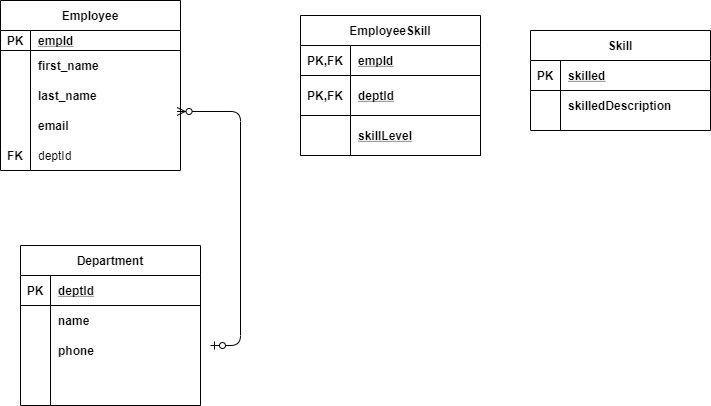 Employee
PK empId
first_name
last_name
email
FK deptId
EmployeeSkill
PK,FK empId
PK,FK deptId
skillLevel
Skill
PK skilled
skilledDescription
Department
PK deptId
name
phone